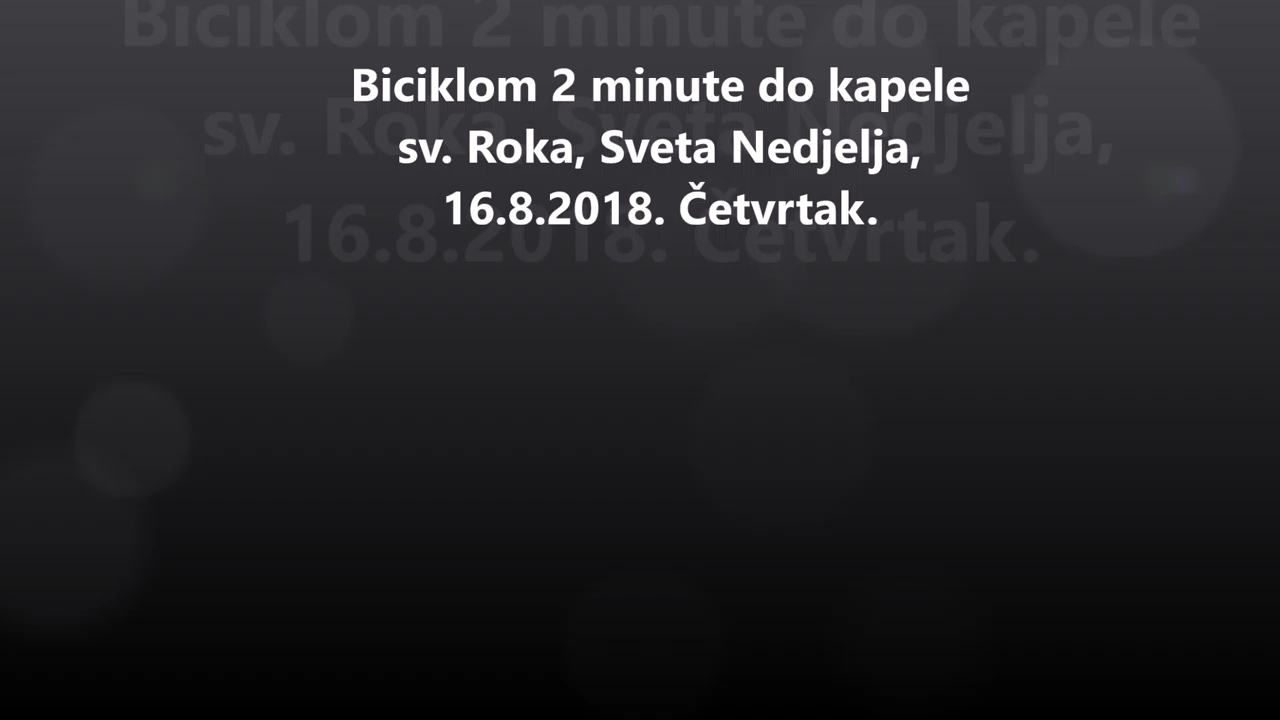 Biciklom 2 minute do kapele
sv. Roka, Sveta Nedjelja,
16.8.2018. Četvrtak.